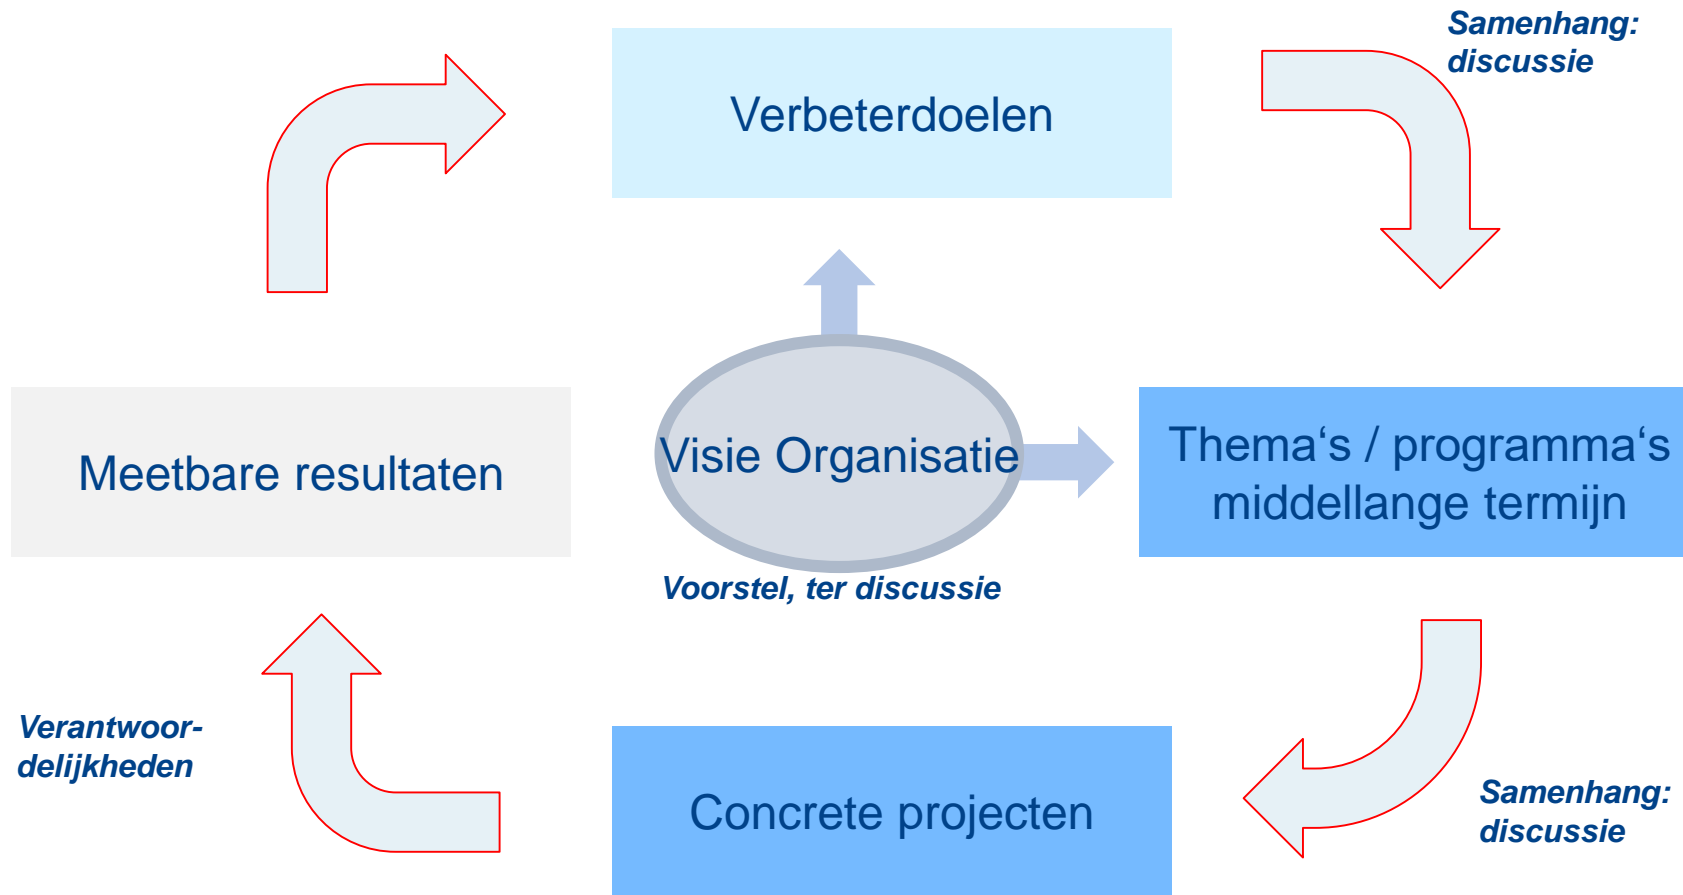 Samenhang:
discussie
Verbeterdoelen
Meetbare resultaten
Visie Organisatie
Thema‘s / programma‘s
middellange termijn
Voorstel, ter discussie
Verantwoor-
delijkheden
Concrete projecten
Samenhang:
discussie